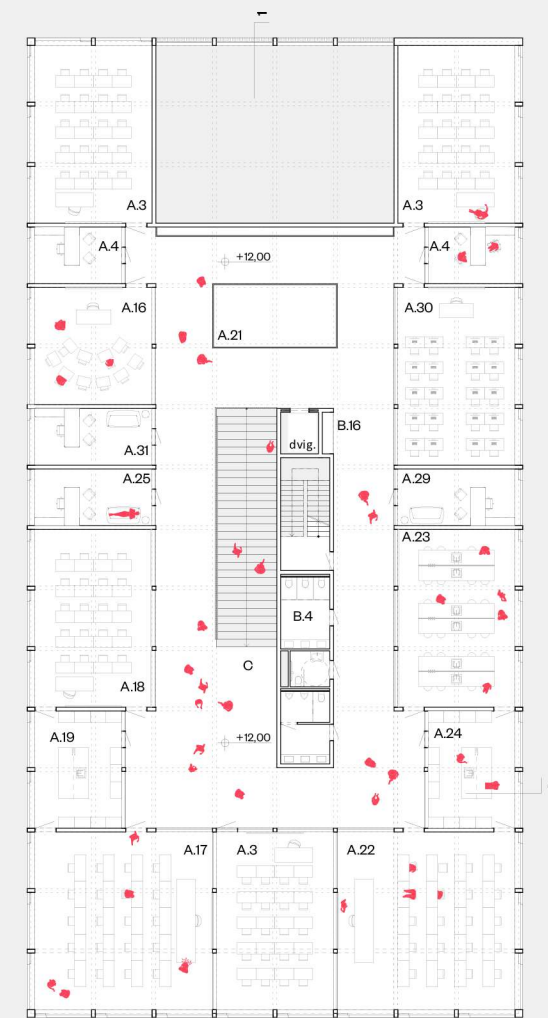 1
A.3
A.3
A.4
A.4
+12,00
A.16
A.30
A.21
B.16
dvig.
A.31
A.25
A.29
A.23
B.4
C
A.18
A.19
+12,00
A.24
A.17
A.3
A.22